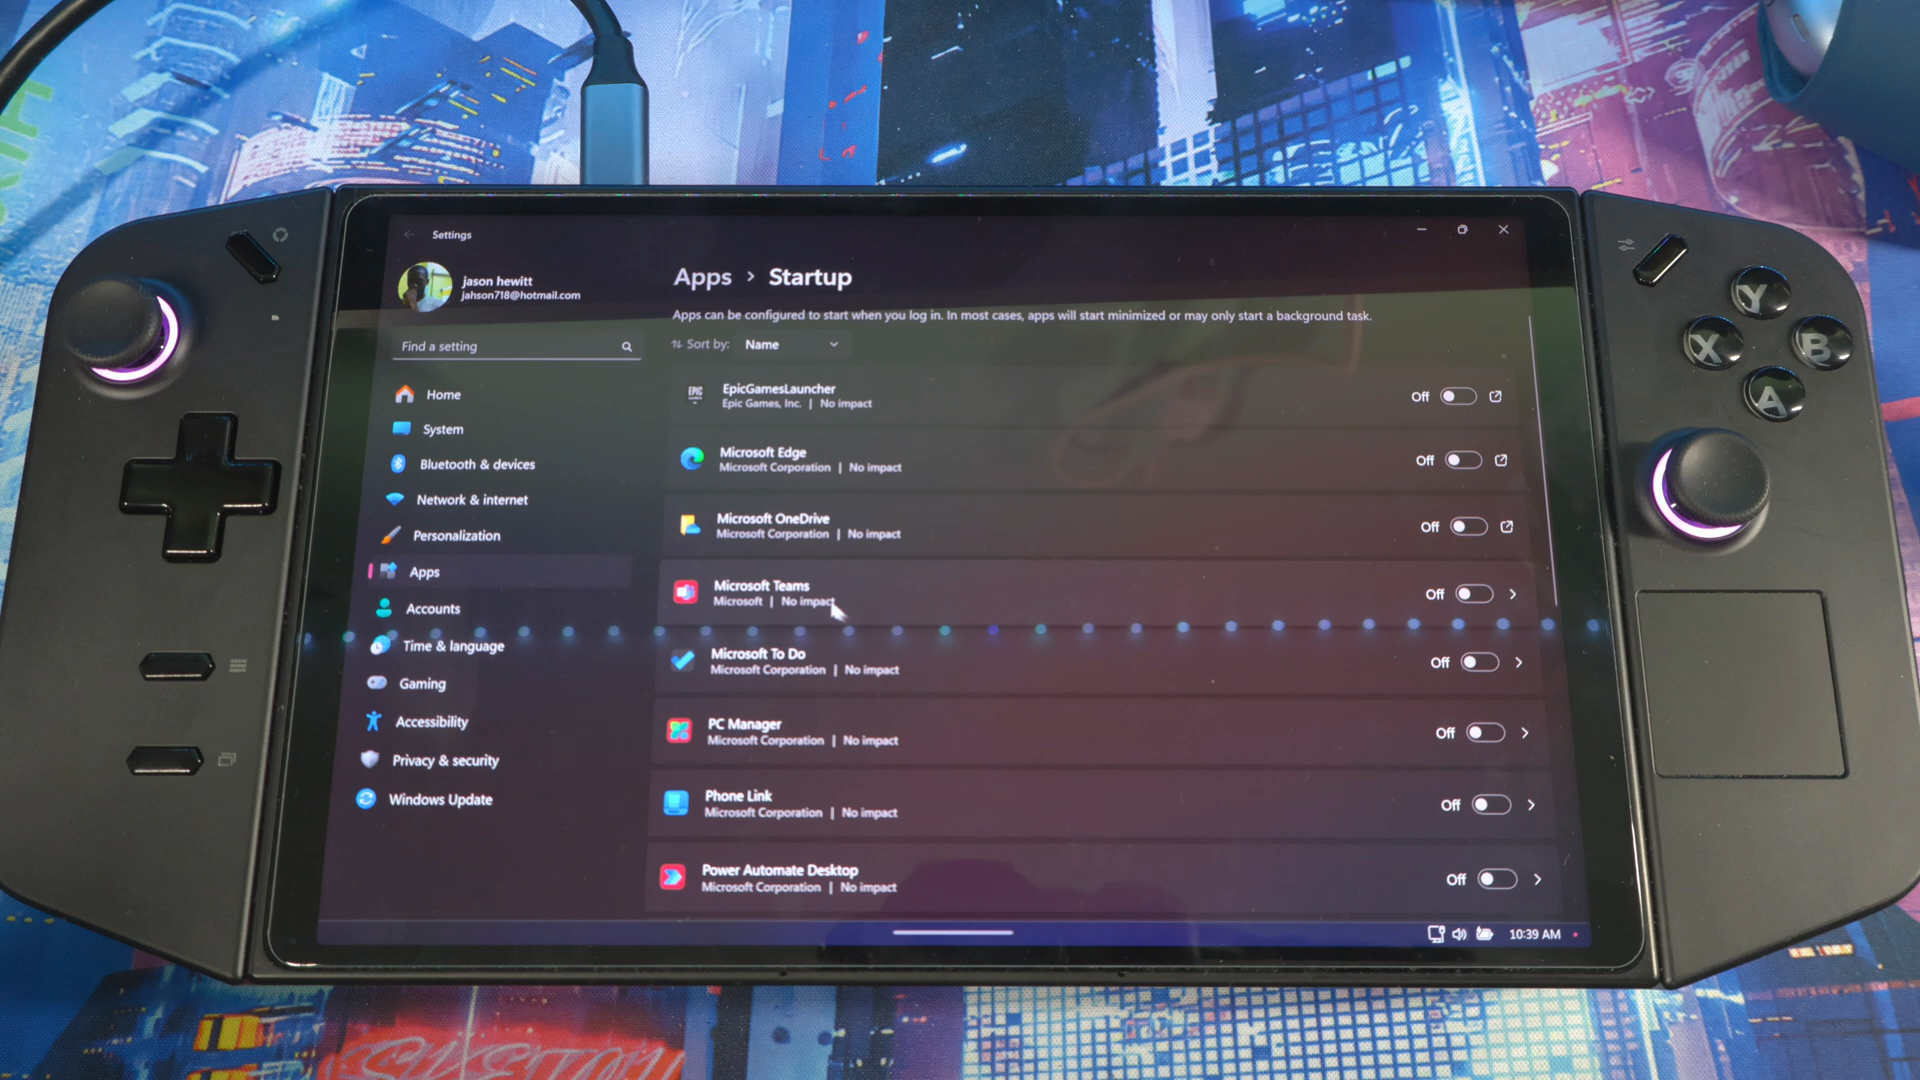 Settings
jason hewitt
jahson718@hotmail.com
Find a setting
Home
System
Bluetooth & devices
Network & internet
Personalization
Apps
Accounts
Time & language
Gaming
Accessibility
Privacy & security
Windows Update
Apps > Startup
Apps can be configured to start when you log in. In most cases, apps will start minimized or may only start a background task.
Sort by: Name
EPIC
EpicGamesLauncher
Epic Games, Inc. | No impact
Off
Microsoft Edge
Microsoft Corporation | No impact
Off
Microsoft OneDrive
Microsoft Corporation | No impact
Off
Microsoft Teams
Microsoft | No impact
Off
Microsoft To Do
Microsoft Corporation | No impact
Off
PC Manager
Microsoft Corporation | No impact
Off
Phone Link
Microsoft Corporation | No impact
Off
Power Automate Desktop
Microsoft Corporation | No impact
Off
10:39 AM
Y
X
B
A